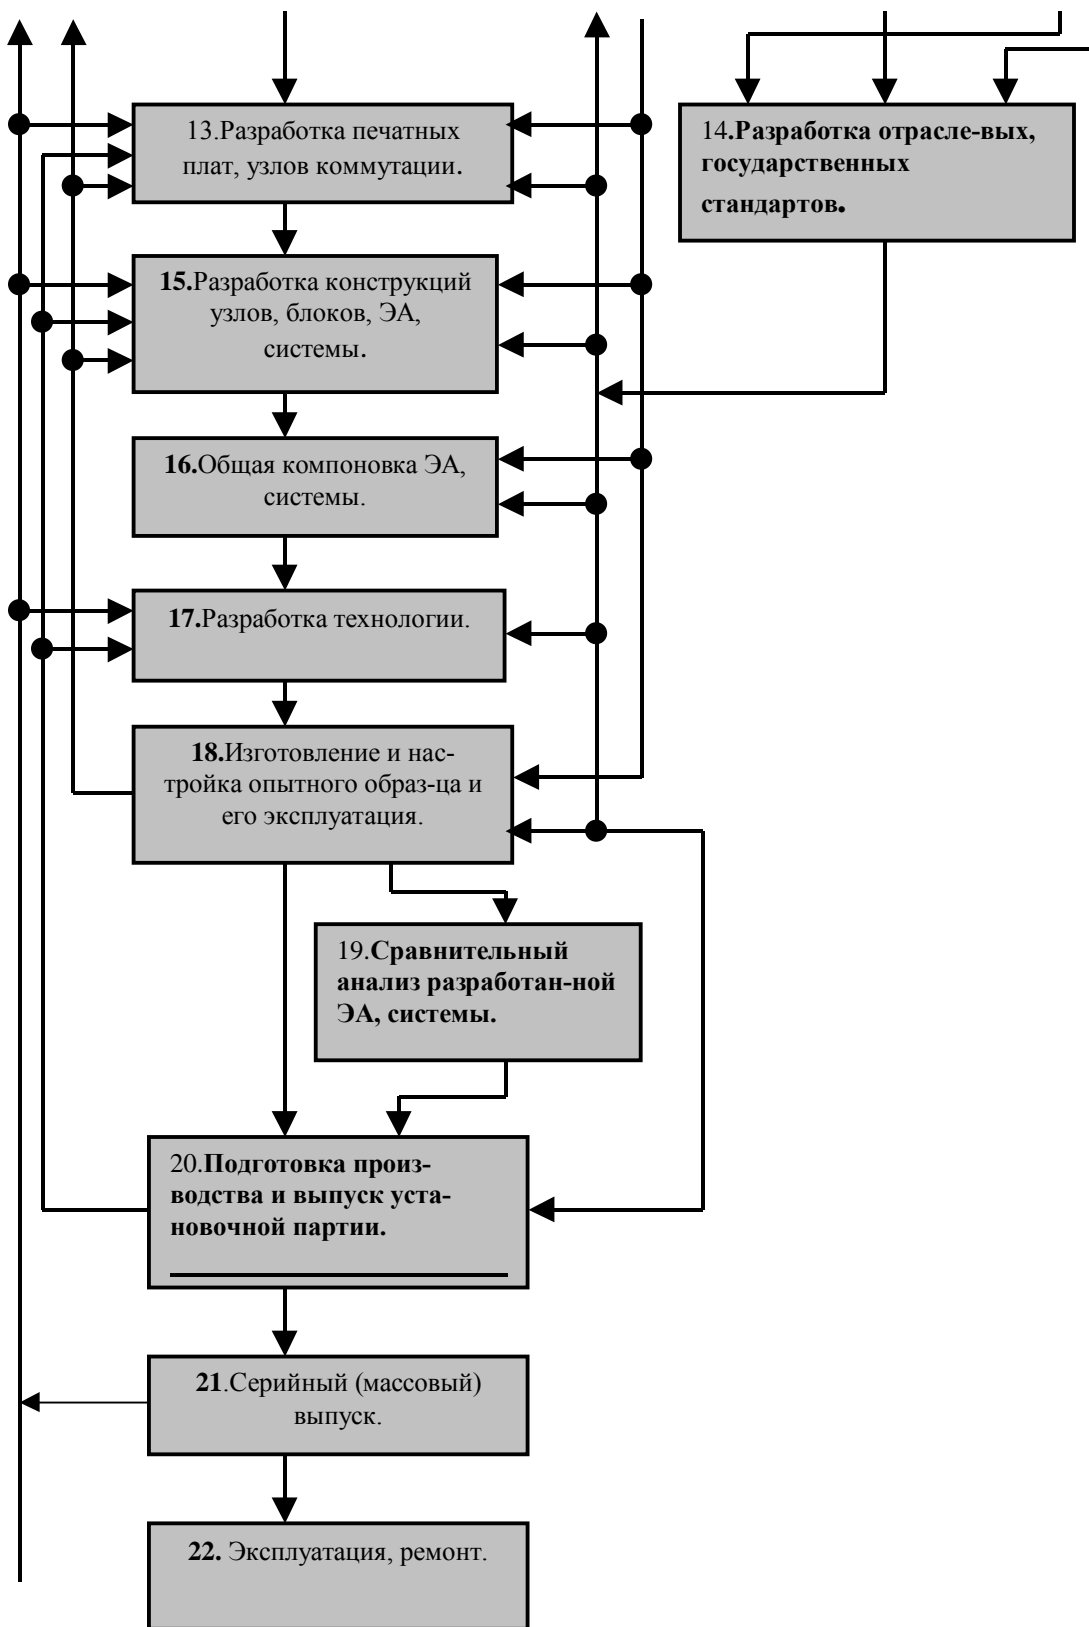 13.Разработка печатных
плат, узлов коммутации.
14.Разработка отрасле-вых,
государственных
стандартов.
15.Разработка конструкций
узлов, блоков, ЭА,
системы.
16.Общая компоновка ЭА,
системы.
17.Разработка технологии.
18.Изготовление и нас-
тройка опытного образ-ца и
его эксплуатация.
19.Сравнительный
анализ разработан-ной
ЭА, системы.
20.Подготовка произ-
водства и выпуск уста-
новочной партии.
21.Серийный (массовый)
выпуск.
22. Эксплуатация, ремонт.